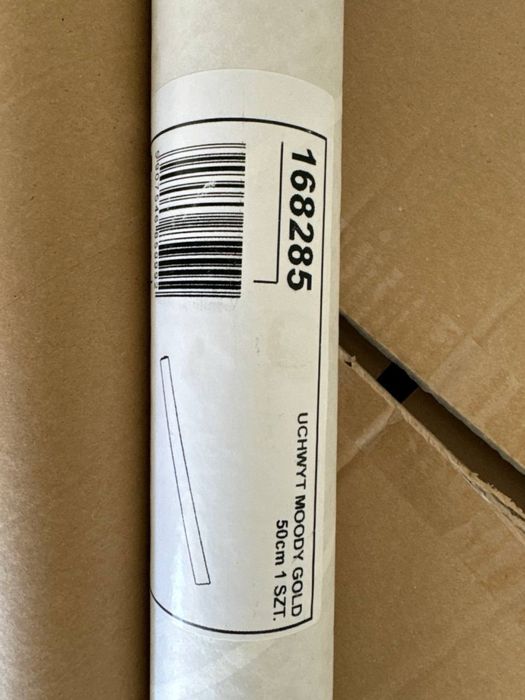 168285
UCHWYT MOODY GOLD
50cm 1 SZT.